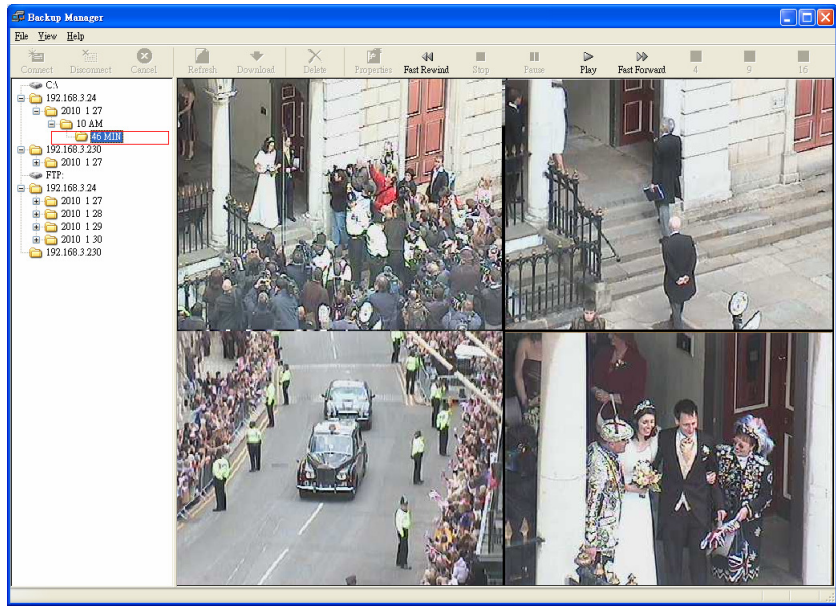 Backup Manager
File View Help
Connect Disconnect Cancel Refresh Download Delete Properties Fast Rewind Stop Pause Play Fast Forward 4 9 16
C:\
192.168.3.24
2010 1 27
10 AM
46 MIN
192.168.3.230
2010 1 27
FTP:
192.168.3.24
2010 1 27
2010 1 28
2010 1 29
2010 1 30
192.168.3.230